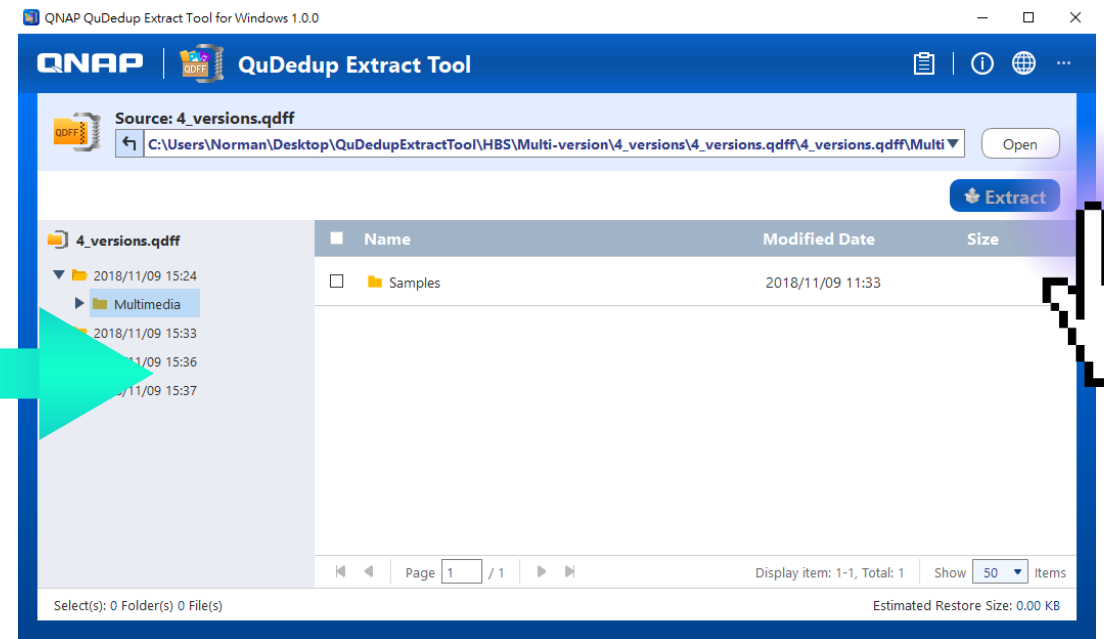 QNAP QuDedup Extract Tool for Windows 1.0.0
QNAP QDFF QuDedup Extract Tool
Source: 4_versions.qdff
QDFF
C:\Users\Norman\Desktop\QuDedupExtractTool\HBS\Multi-version\4_versions\4_versions.qdff\4_versions.qdff\Multi
Open
Extract
4_versions.qdff
Name Modified Date Size
2018/11/09 15:24
Samples 2018/11/09 11:33
Multimedia
2018/11/09 15:33
11/09 15:36
/11/09 15:37
Page 1 / 1 Display item: 1-1, Total: 1 Show 50 Items
Select(s): 0 Folder(s) 0 File(s) Estimated Restore Size: 0.00 KB